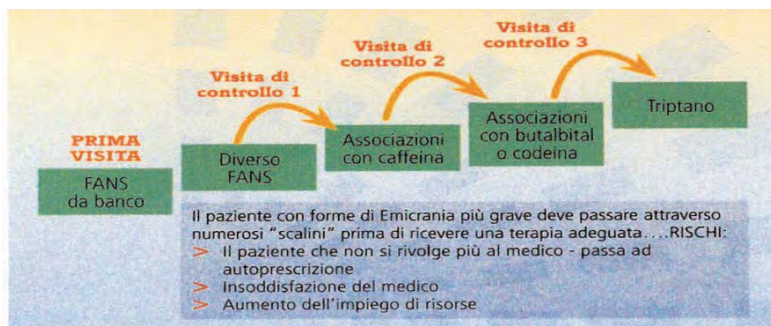 PRIMA
VISITA
FANS
da banco
Visita di
controllo 1
Diverso
FANS
Visita di
controllo 2
Associazioni
con caffeina
Visita di
controllo 3
Associazioni
con butalbital
o codeina
Triptano
Il paziente con forme di Emicrania più grave deve passare attraverso
numerosi "scalini" prima di ricevere una terapia adeguata....RISCHI:
> Il paziente che non si rivolge più al medico - passa ad
autoprescrizione
> Insoddisfazione del medico
> Aumento dell'impiego di risorse